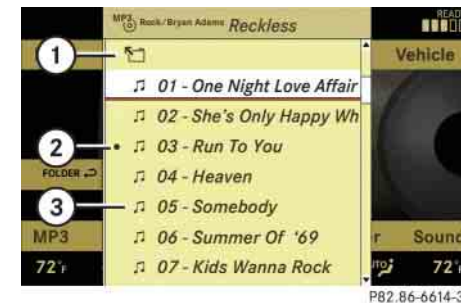 MP3 Rock/Bryan Adams Reckless
READ
1
Vehicle
01 - One Night Love Affair
02 - She's Only Happy Wh
2
03 - Run To You
FOLDER
04 - Heaven
3
05 - Somebody
MP3
06 - Summer Of '69
r
Sound
72°F
07 - Kids Wanna Rock
72°
P82.86-6614-3